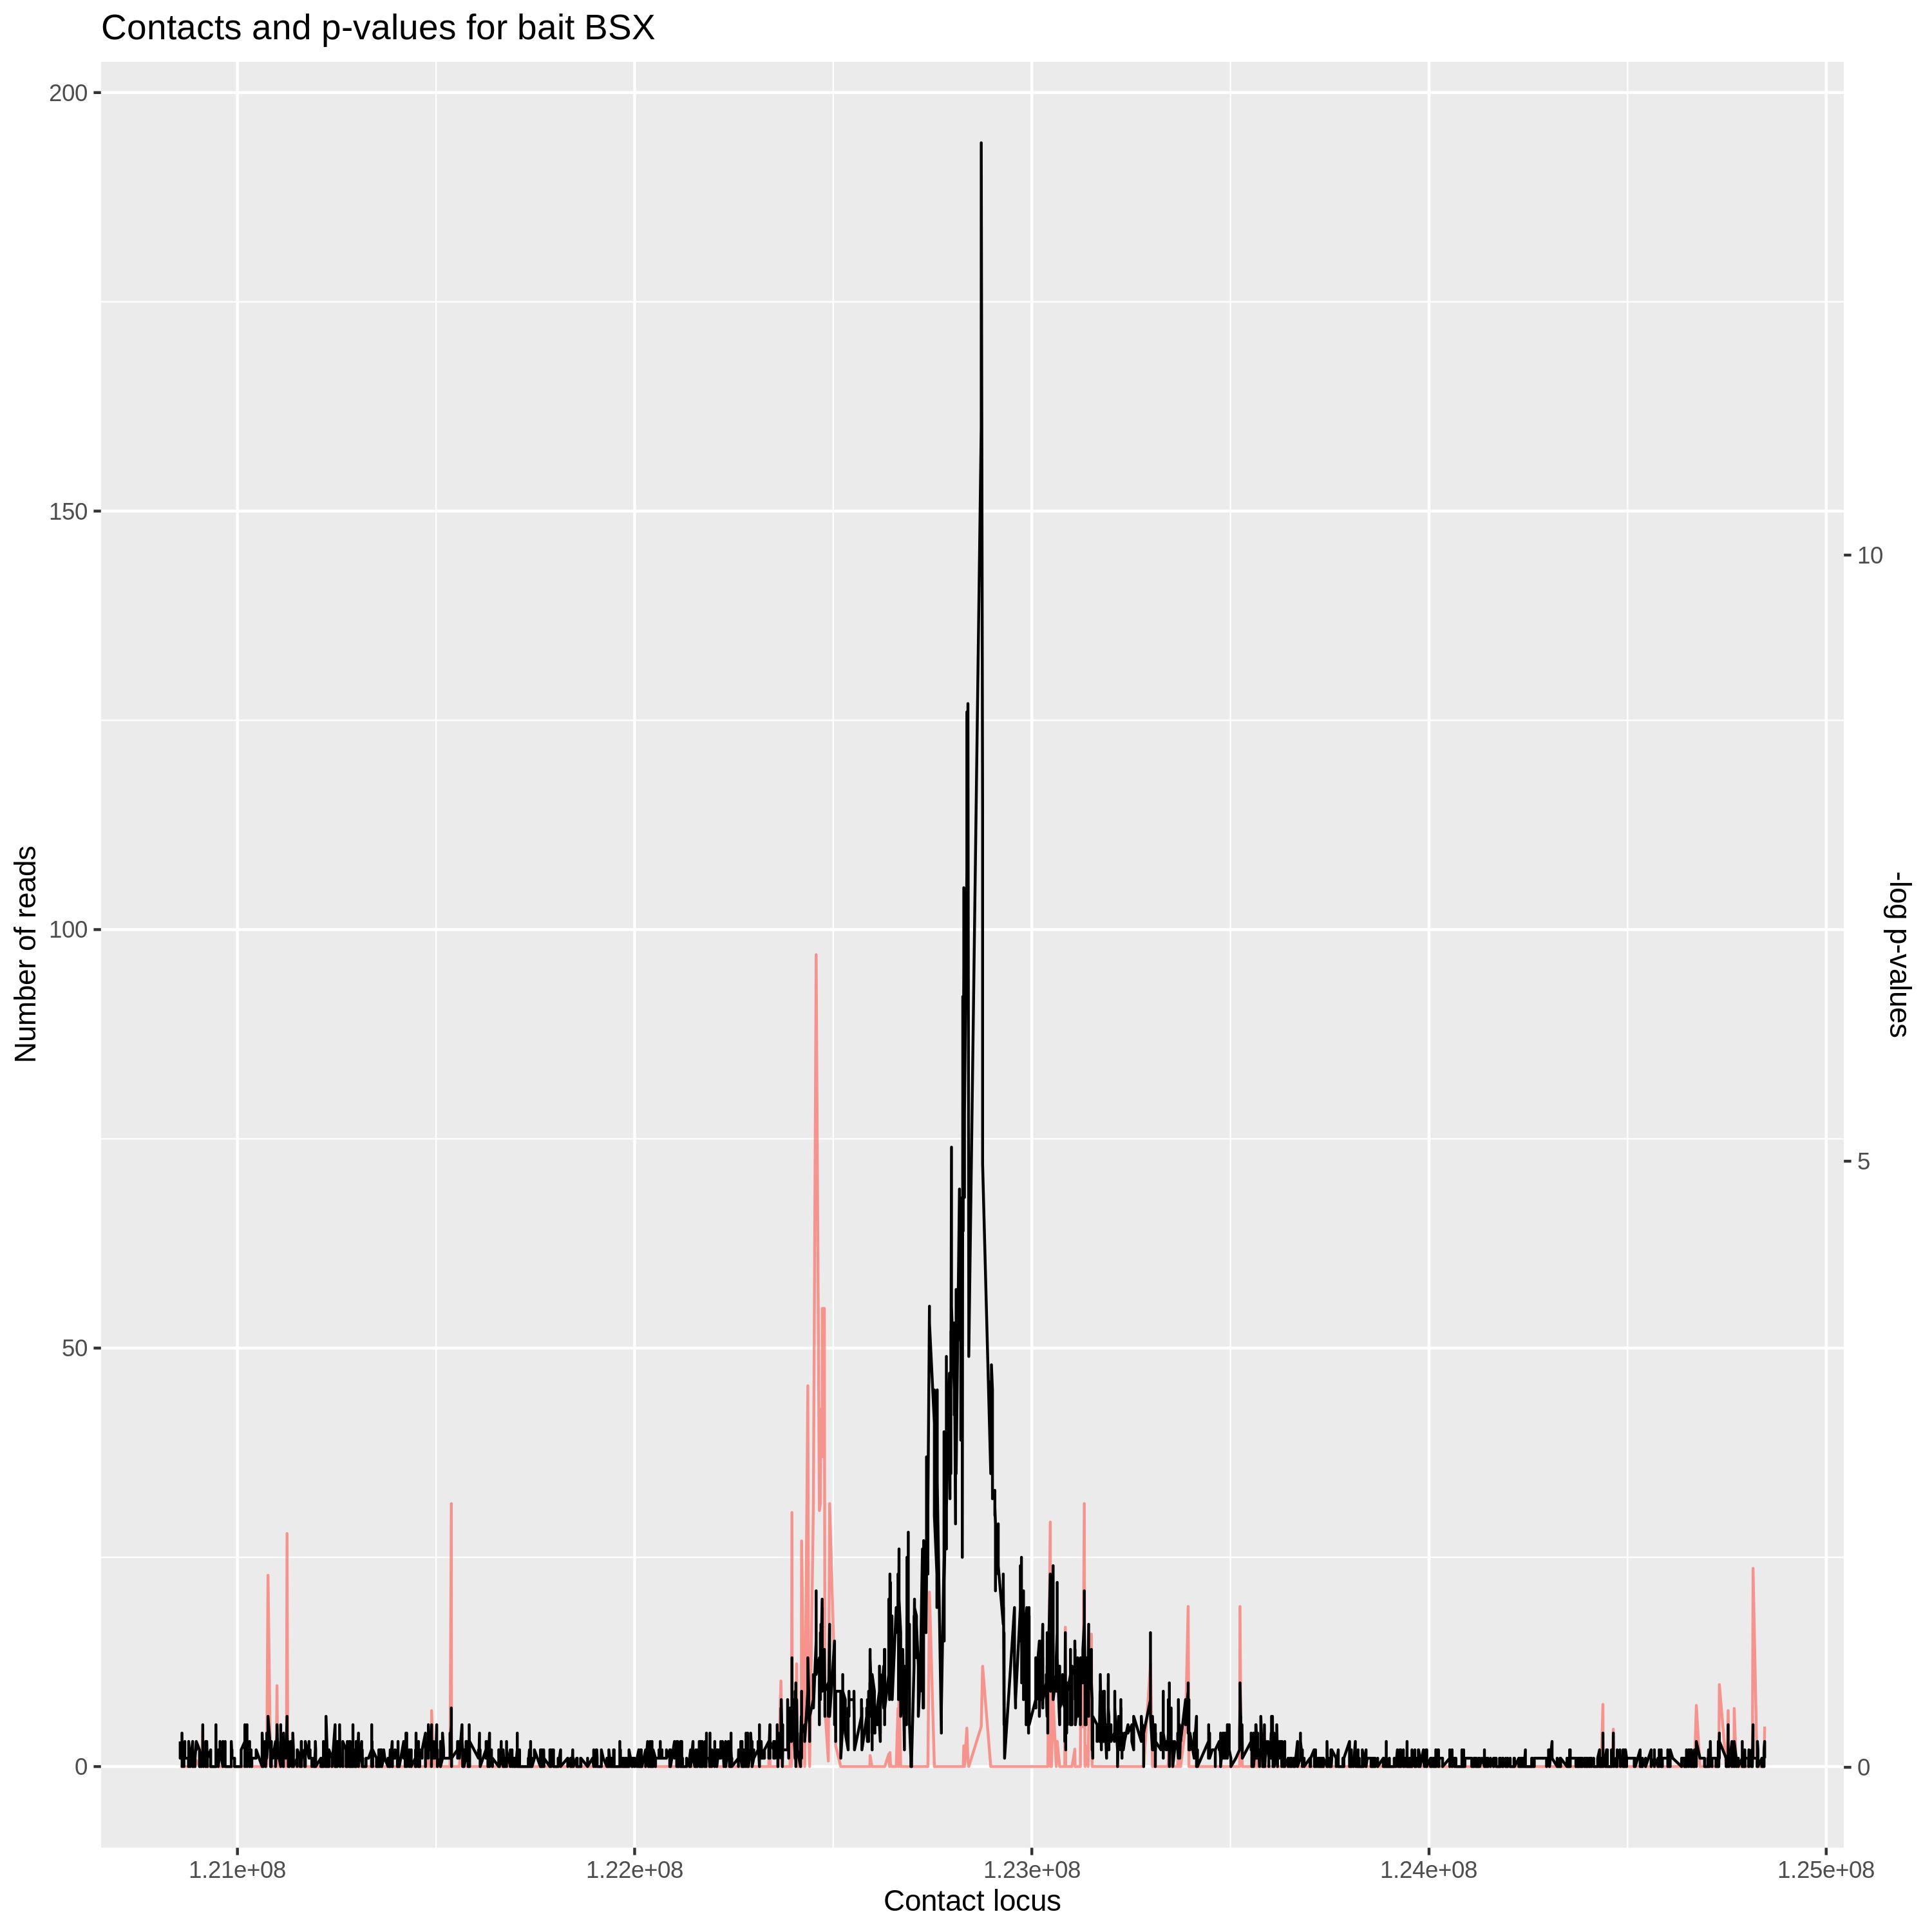 Contacts and p-values for bait BSX
200
150
100
50
0
Number of reads
10
5
0
-log p-values
1.21e+08
1.22e+08
1.23e+08
1.24e+08
1.25e+08
Contact locus